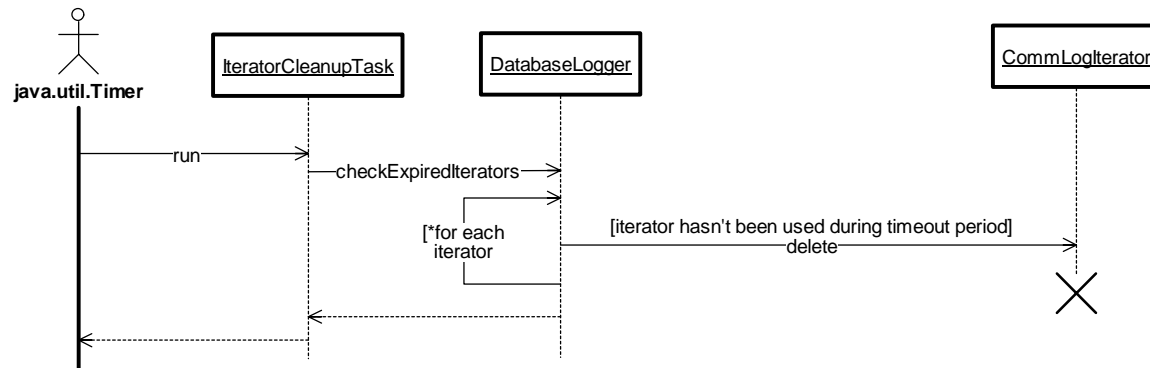 IteratorCleanupTask
DatabaseLogger
CommLogIterator
java.util.Timer
run
checkExpiredIterators
[*for each
iterator
[iterator hasn't been used during timeout period]
delete